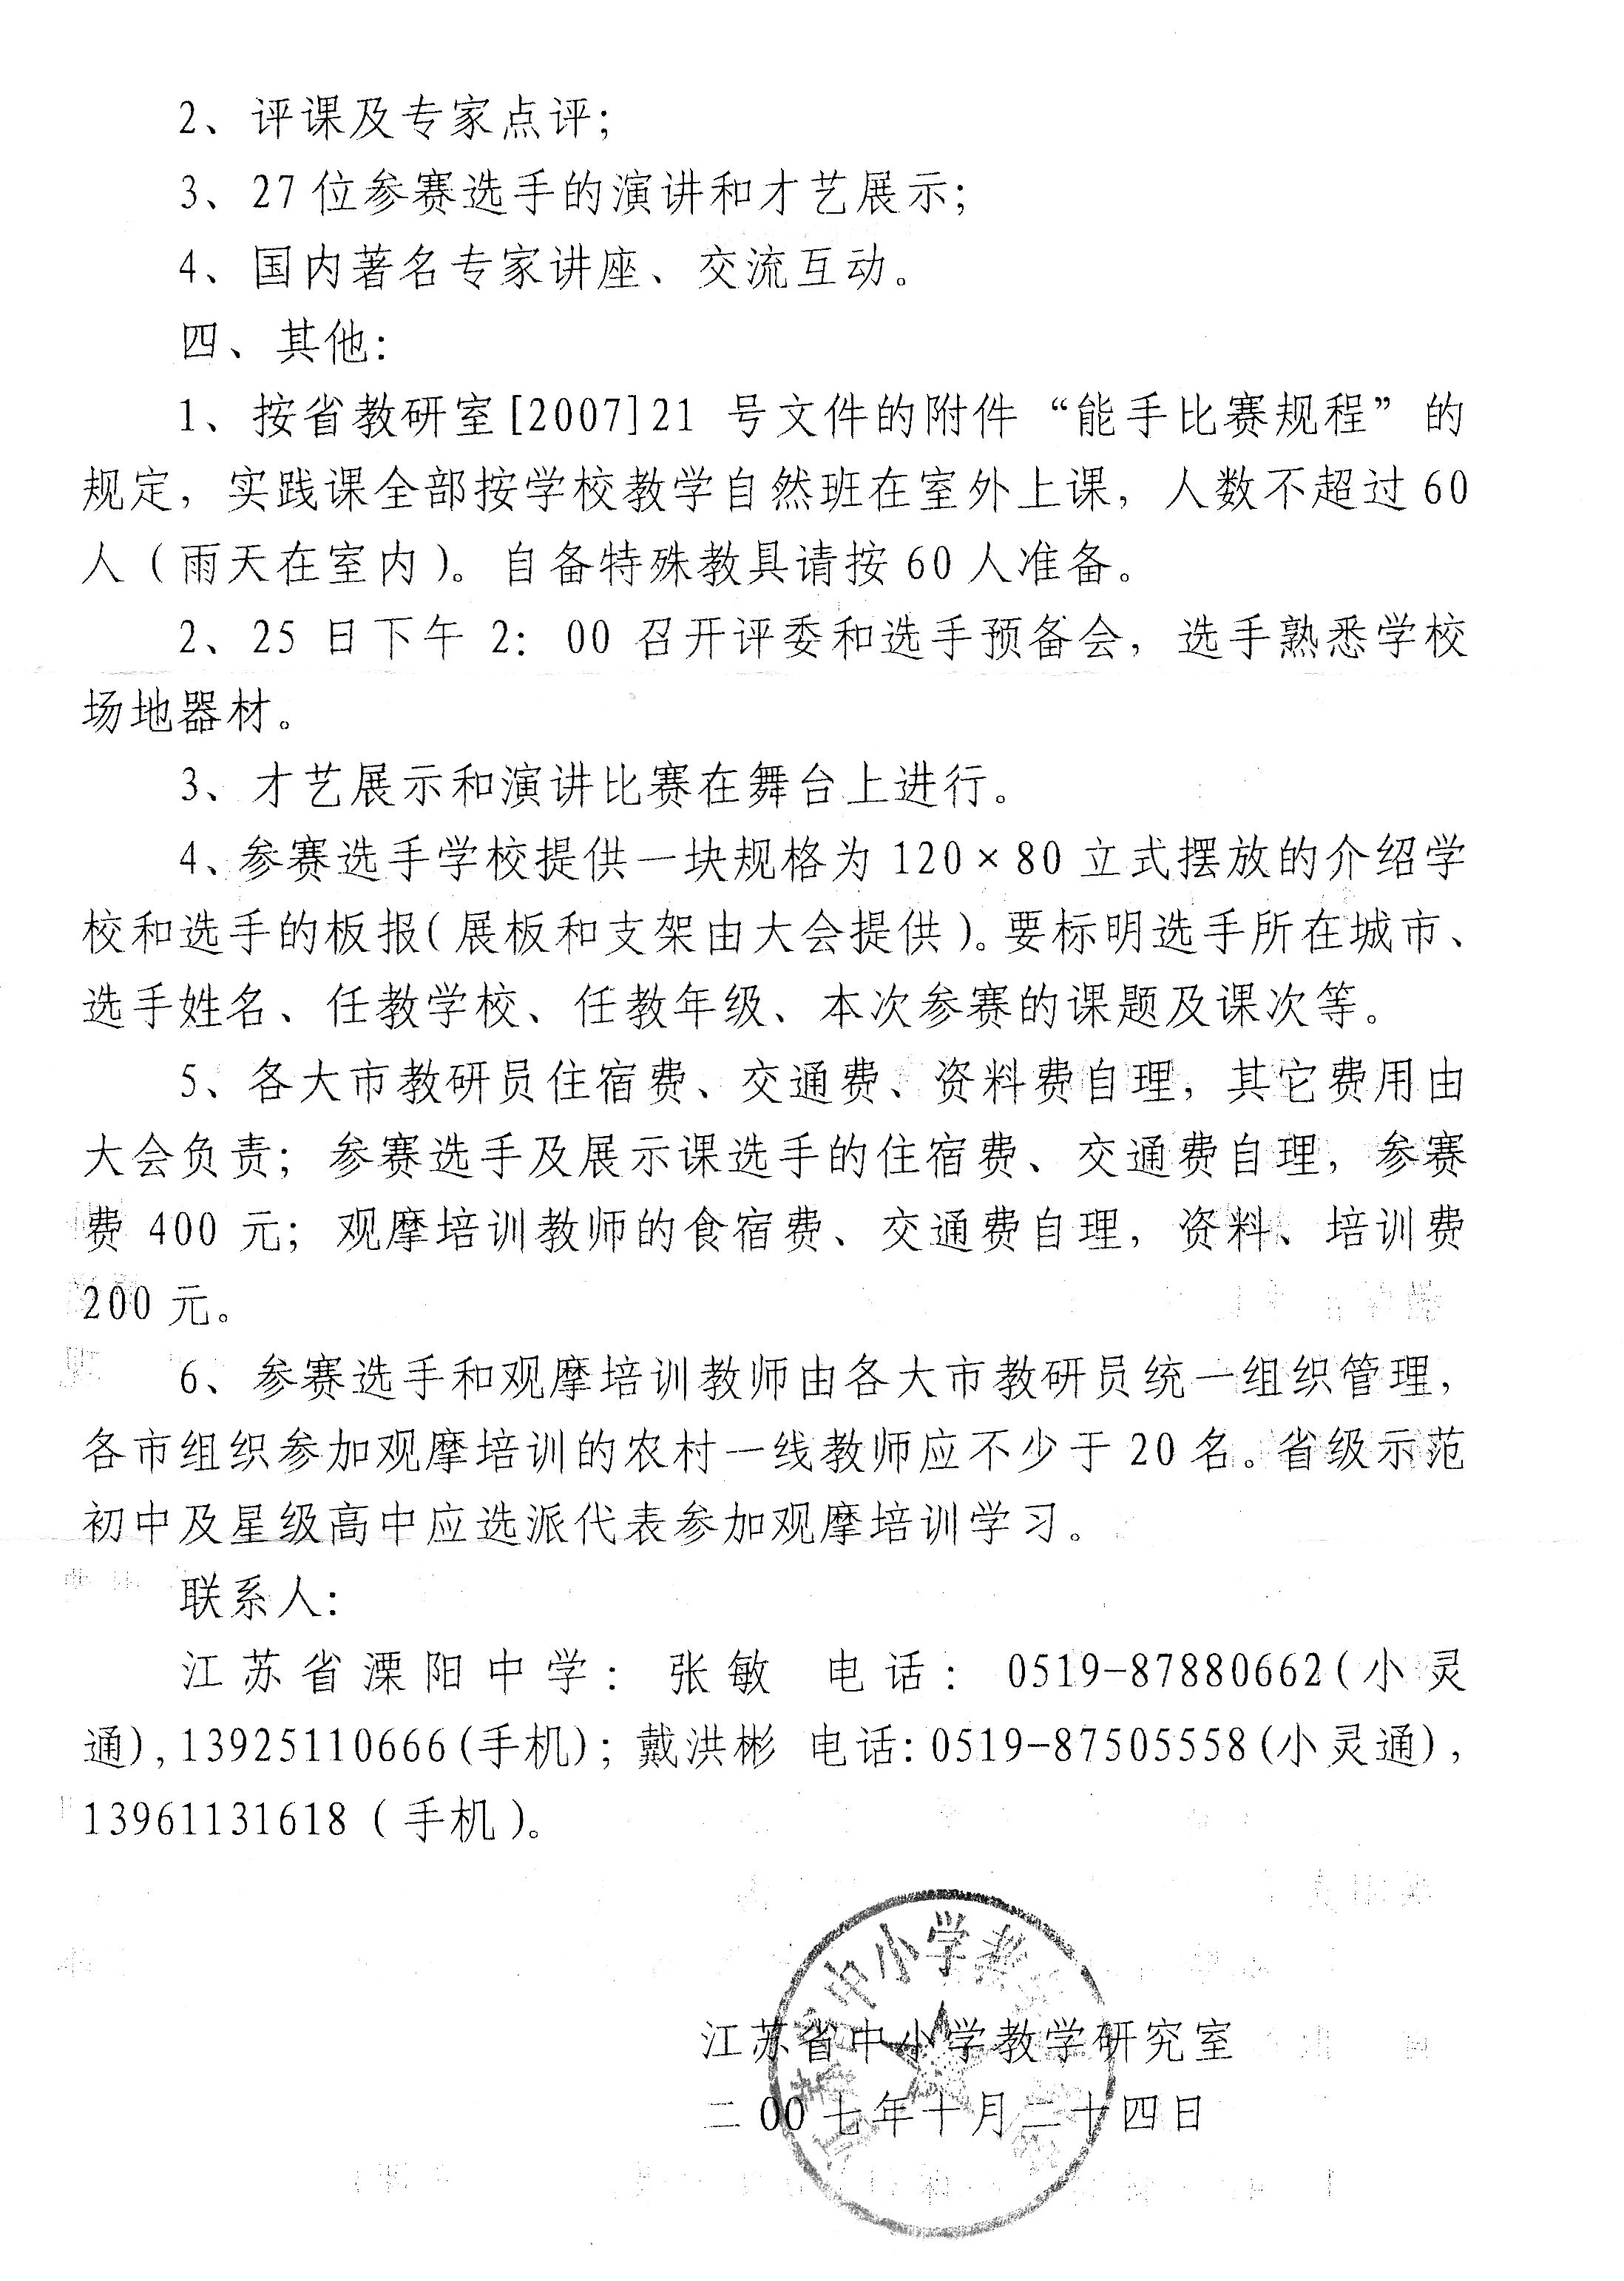 2、评课及专家点评;
3、27位参赛选手的演讲和才艺展示;
4、国内著名专家讲座、交流互动。
四、其他:
1、按省教研室[2007]21 号文件的附件“能手比赛规程”的
规定，实践课全部按学校教学自然班在室外上课，人数不超过60
人（雨天在室内）。自备特殊教具请按60人准备。
2、25 日下午 2: 00 召开评委和选手预备会，选手熟悉学校
场地器材。
3、才艺展示和演讲比赛在舞台上进行。
4、参赛选手学校提供一块规格为120×80立式摆放的介绍学
校和选手的板报(展板和支架由大会提供)。要标明选手所在城市、
选手姓名、任教学校、任教年级、本次参赛的课题及课次等。
5、各大市教研员住宿费、交通费、资料费自理，其它费用由
大会负责；参赛选手及展示课选手的住宿费、交通费自理，参赛
费 400 元；观摩培训教师的食宿费、交通费自理，资料、培训费
200元。
6、参赛选手和观摩培训教师由各大市教研员统一组织管理，
各市组织参加观摩培训的农村一线教师应不少于20名。省级示范
初中及星级高中应选派代表参加观摩培训学习。
联系人:
江苏省溧阳中学: 张敏 电话: 0519-87880662(小灵
通),13925110666(手机);戴洪彬 电话:0519-87505558(小灵通),
13961131618（手机）。
中小学教
江苏省中小学教学研究室
二00七年十月二十四日